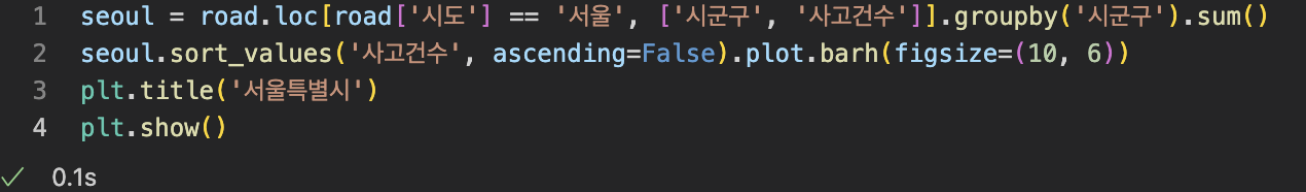 1 seoul = road.loc[road['시도'] == '서울', ['시군구', '사고건수']].groupby('시군구').sum()
2 seoul.sort_values('사고건수', ascending=False).plot.barh(figsize=(10, 6))
3 plt.title('서울특별시')
4 plt.show()
✓ 0.1s